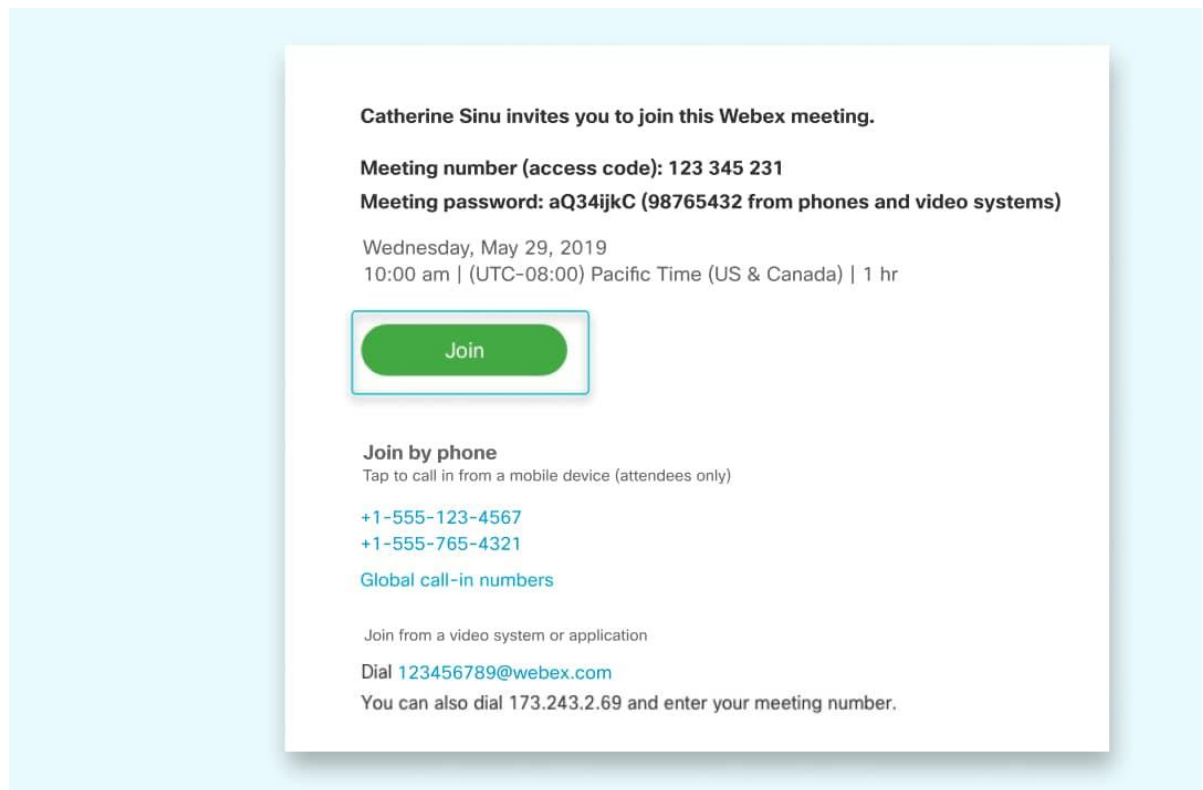 Catherine Sinu invites you to join this Webex meeting.
Meeting number (access code): 123 345 231
Meeting password: aQ34ijkC (98765432 from phones and video systems)
Wednesday, May 29, 2019
10:00 am | (UTC-08:00) Pacific Time (US & Canada) | 1 hr
Join
Join by phone
Tap to call in from a mobile device (attendees only)
+1-555-123-4567
+1-555-765-4321
Global call-in numbers
Join from a video system or application
Dial 123456789@webex.com
You can also dial 173.243.2.69 and enter your meeting number.